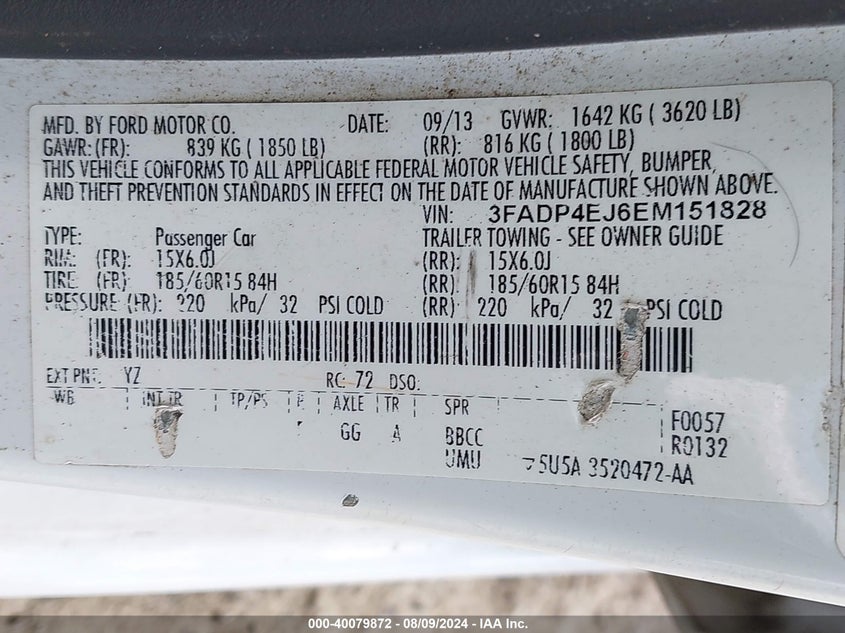 MFD. BY FORD MOTOR CO. DATE: 09/13 GVWR: 1642 KG ( 3620 LB)
GAWR: (FR): 839 KG ( 1850 LB) (RR): 816 KG ( 1800 LB)
THIS VEHICLE CONFORMS TO ALL APPLICABLE FEDERAL MOTOR VEHICLE SAFETY, BUMPER,
AND THEFT PREVENTION STANDARDS IN EFFECT ON THE DATE OF MANUFACTURE SHOWN ABOVE.
VIN: 3FADP4EJ6EM151828
TYPE: Passenger Car TRAILER TOWING - SEE OWNER GUIDE
RIM: (FR): 15X6.0J (RR): 15X6.0J
TIRE (FR): 185/60R15 84H (RR): 185/60R15 84H
PRESSURE (FR): 220 kPa/ 32 PSI COLD (RR): 220 kPa/ 32 PSI COLD
EXT PNT: YZ RC: 72 DSO:
WB INT TR TP/PS R AXLE TR SPR F0057
GG A BBCC R0132
UMU 5U5A 3520472-AA
000-40079872 - 08/09/2024 - IAA Inc.